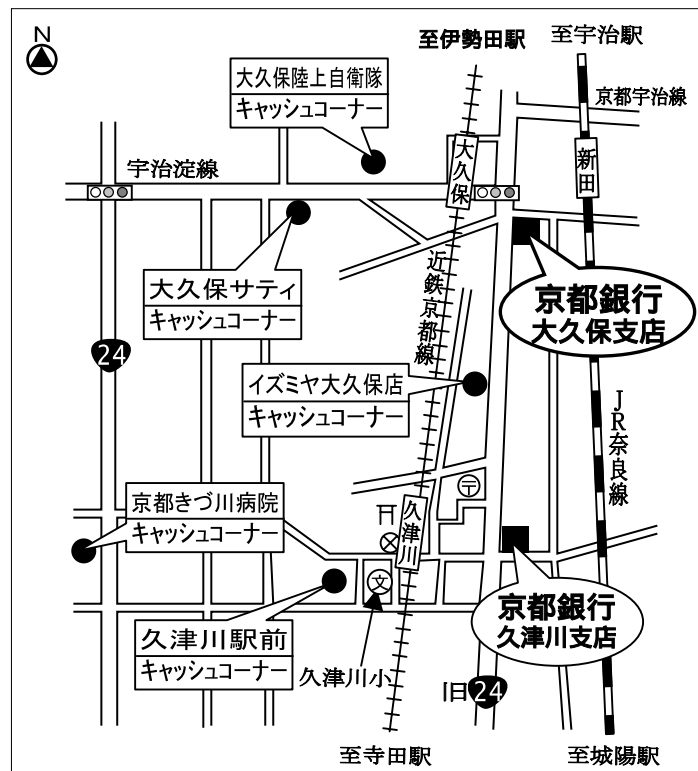 N
至伊勢田駅
至宇治駅
大久保陸上自衛隊
キャッシュコーナー
京都宇治線
宇治淀線
大久保
新田
大久保サティ
キャッシュコーナー
近鉄京都線
京都銀行
大久保支店
24
イズミヤ大久保店
キャッシュコーナー
JR奈良線
京都きづ川病院
キャッシュコーナー
〒
久津川
文
京都銀行
久津川支店
久津川駅前
キャッシュコーナー
久津川小
旧24
至寺田駅
至城陽駅